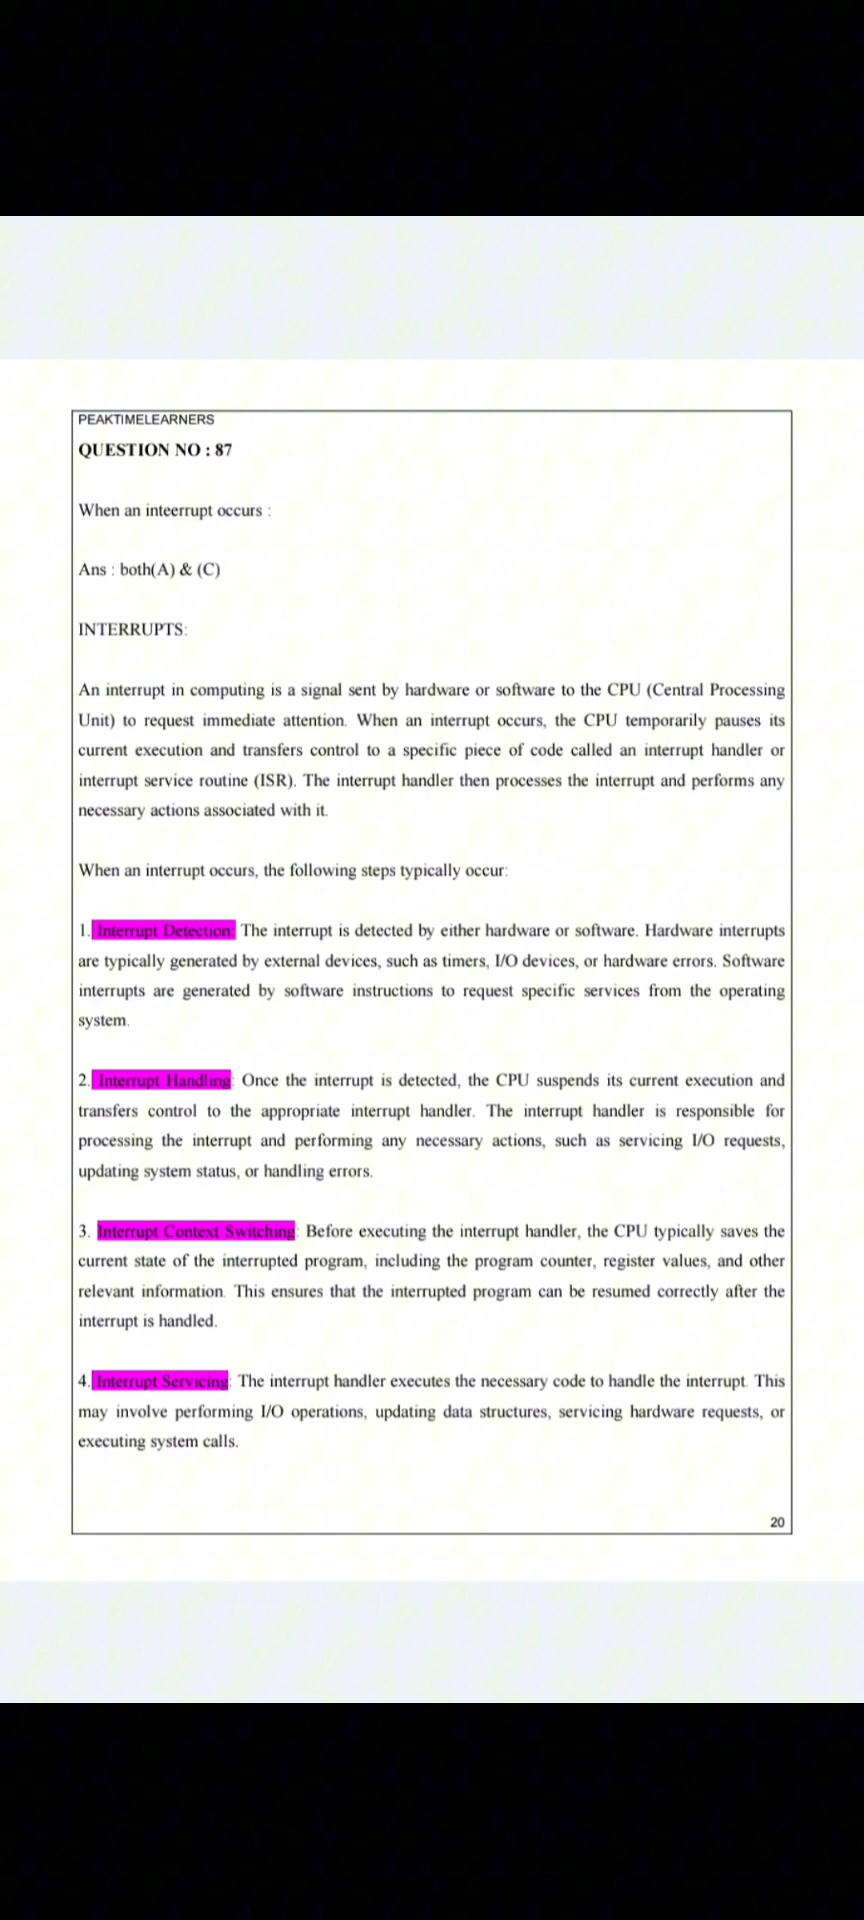 PEAKTIMELEARNERS
QUESTION NO : 87
When an inteerrupt occurs :
Ans : both(A) & (C)
INTERRUPTS:
An interrupt in computing is a signal sent by hardware or software to the CPU (Central Processing
Unit) to request immediate attention. When an interrupt occurs, the CPU temporarily pauses its
current execution and transfers control to a specific piece of code called an interrupt handler or
interrupt service routine (ISR). The interrupt handler then processes the interrupt and performs any
necessary actions associated with it.
When an interrupt occurs, the following steps typically occur:
1. Interrupt Detection: The interrupt is detected by either hardware or software. Hardware interrupts
are typically generated by external devices, such as timers, I/O devices, or hardware errors. Software
interrupts are generated by software instructions to request specific services from the operating
system.
2. Interrupt Handling: Once the interrupt is detected, the CPU suspends its current execution and
transfers control to the appropriate interrupt handler. The interrupt handler is responsible for
processing the interrupt and performing any necessary actions, such as servicing I/O requests,
updating system status, or handling errors.
3. Interrupt Context Switching: Before executing the interrupt handler, the CPU typically saves the
current state of the interrupted program, including the program counter, register values, and other
relevant information. This ensures that the interrupted program can be resumed correctly after the
interrupt is handled.
4. Interrupt Servicing: The interrupt handler executes the necessary code to handle the interrupt. This
may involve performing I/O operations, updating data structures, servicing hardware requests, or
executing system calls.
20